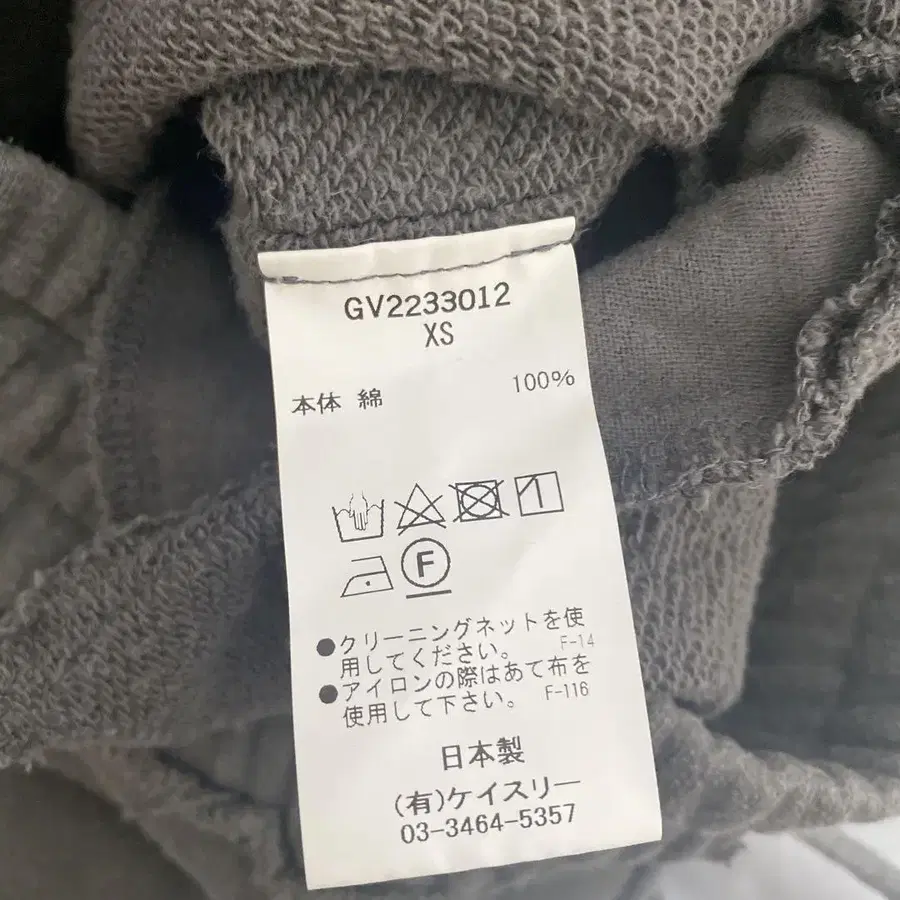 GV2233012
XS
本体 綿 100%
F
●クリーニングネットを使
用してください。 F-14
●アイロンの際はあて布を
使用して下さい。 F-116
日本製
(有)ケイスリー
03-3464-5357